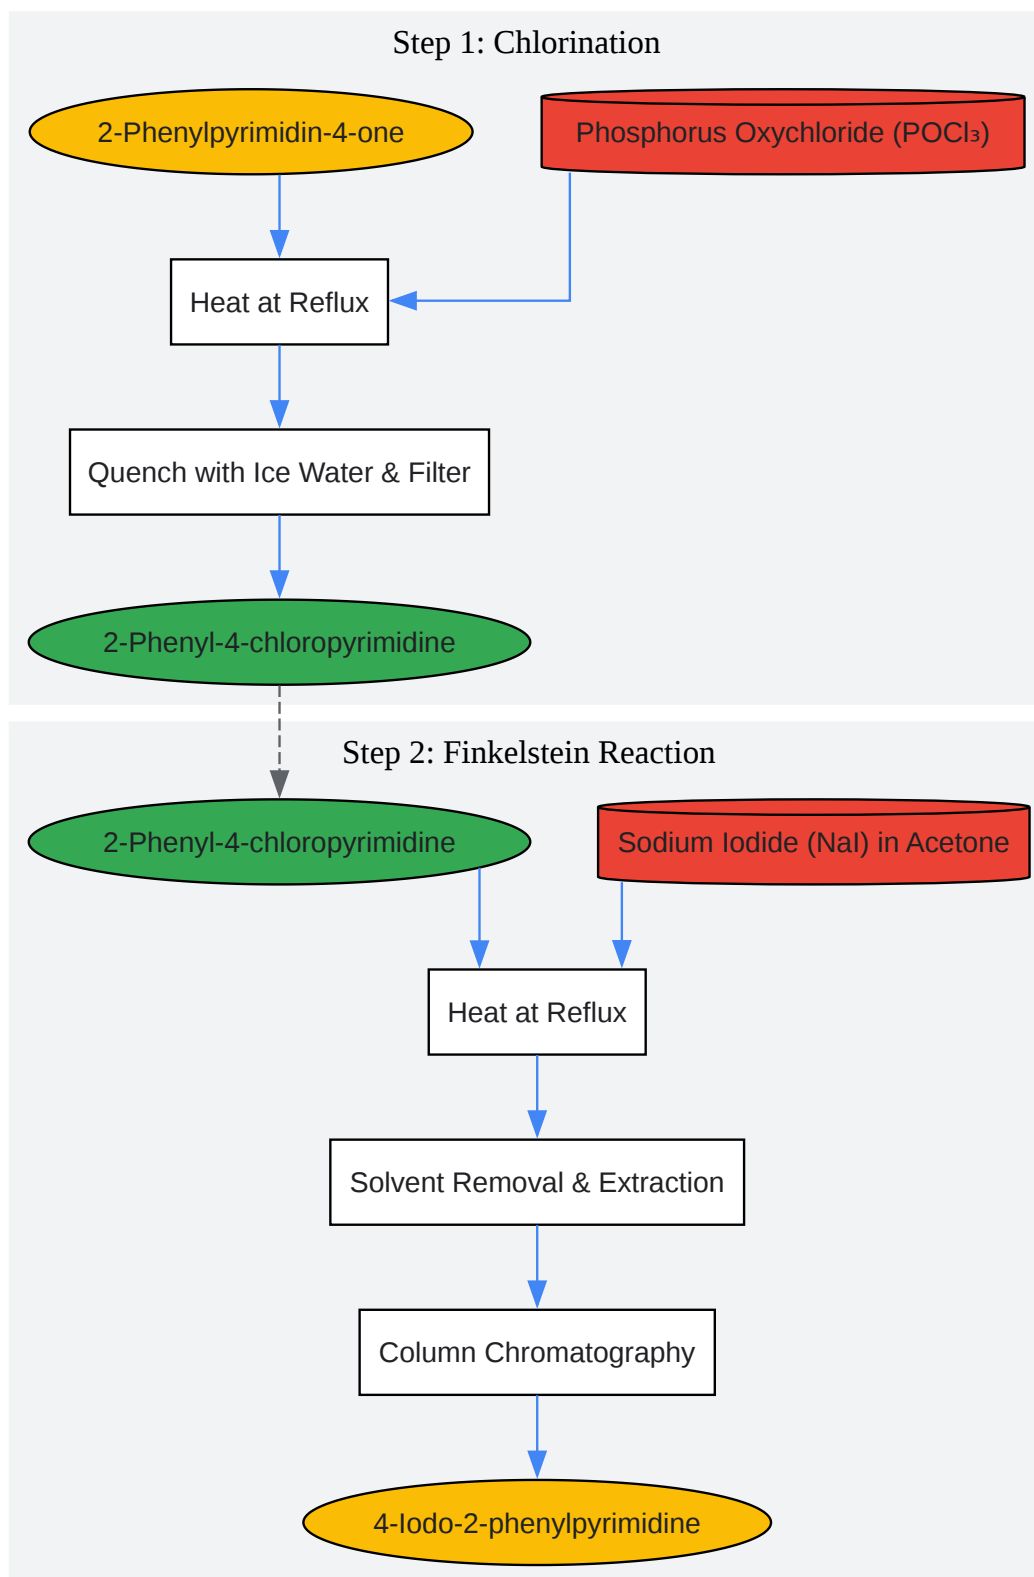 Step 1: Chlorination
2-Phenylpyrimidin-4-one
Phosphorus Oxychloride (POCl₃)
Heat at Reflux
Quench with Ice Water & Filter
2-Phenyl-4-chloropyrimidine
Step 2: Finkelstein Reaction
2-Phenyl-4-chloropyrimidine
Sodium Iodide (NaI) in Acetone
Heat at Reflux
Solvent Removal & Extraction
Column Chromatography
4-Iodo-2-phenylpyrimidine